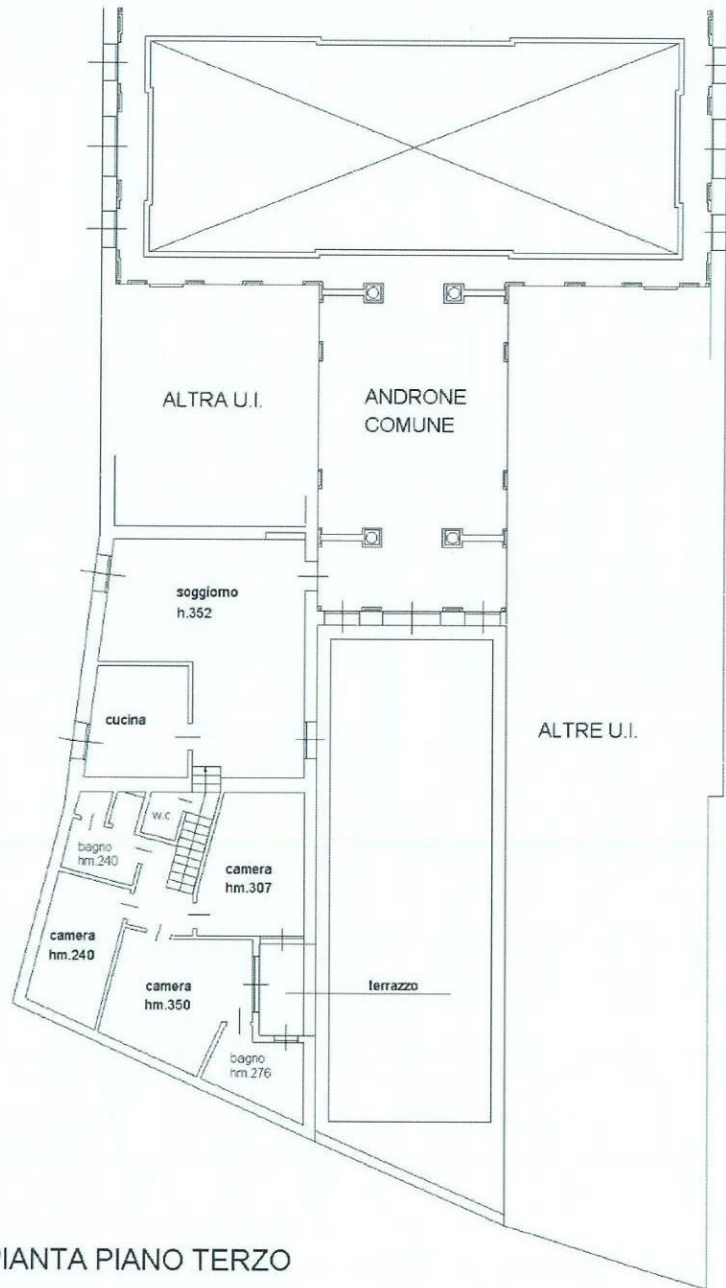 ALTRA U.I.
ANDRONE
COMUNE
soggiorno
h.352
cucina
ALTRE U.I.
w.c
bagno
hm.240
camera
hm.307
camera
hm.240
camera
hm.350
terrazzo
bagno
hm.276
PIANTA PIANO TERZO